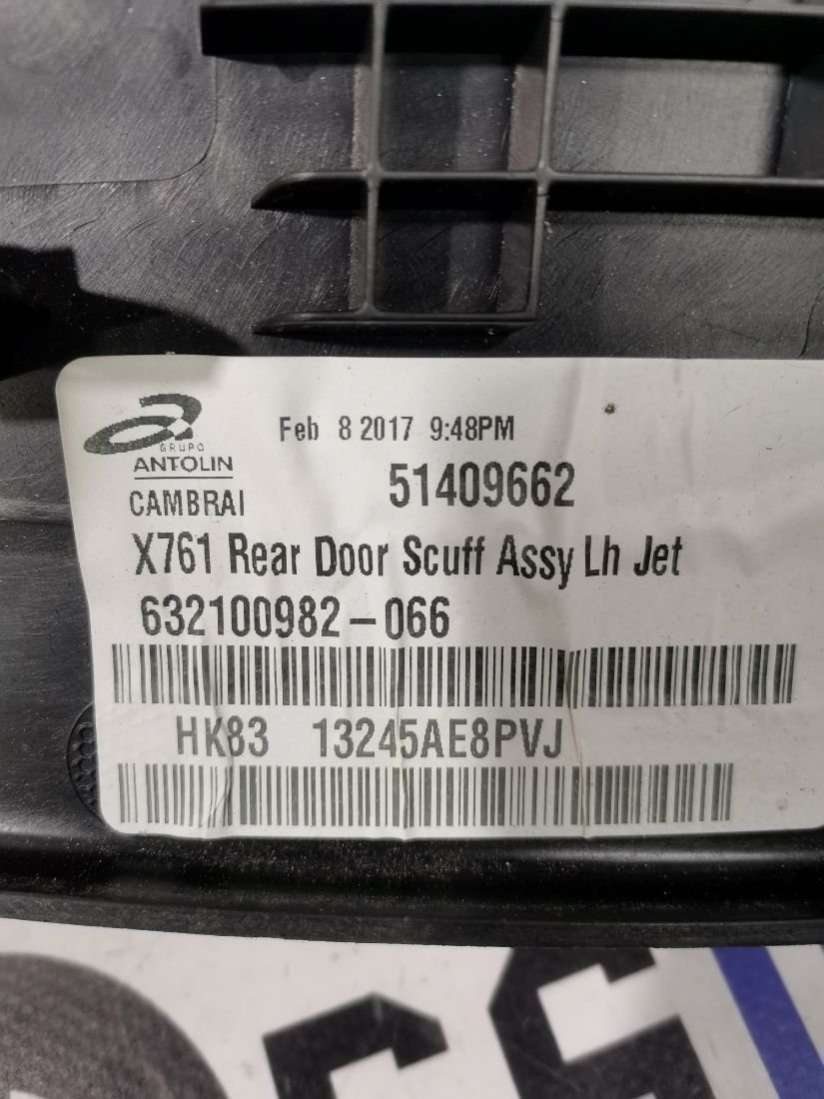 Feb 8 2017 9:48PM
GRUPO
ANTOLIN
CAMBRAI 51409662
X761 Rear Door Scuff Assy Lh Jet
632100982-066
HK83 13245AE8PVJ